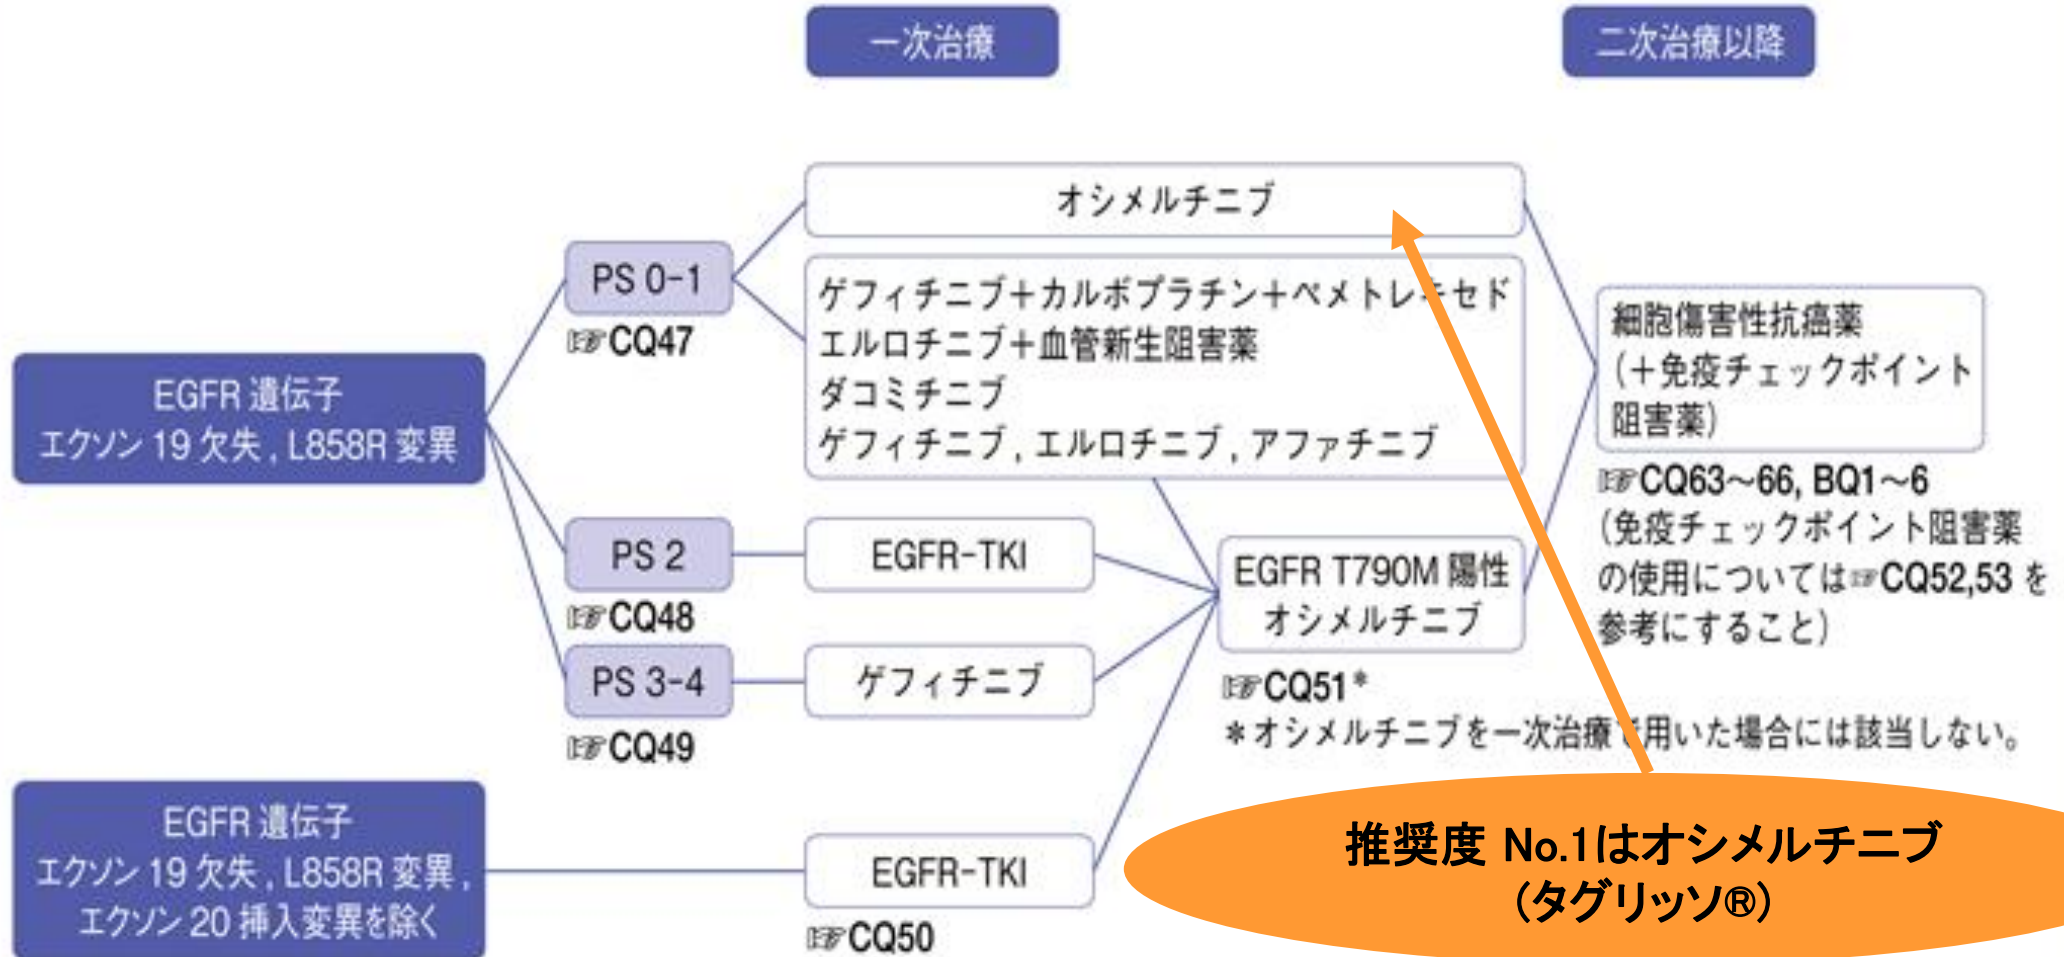 一次治療
二次治療以降
オシメルチニブ
PS 0-1
☞CQ47
ゲフィチニブ+カルボプラチン+ペメトレキセド
エルロチニブ+血管新生阻害薬
ダコミチニブ
ゲフィチニブ, エルロチニブ, アファチニブ
細胞傷害性抗癌薬
(+免疫チェックポイント
阻害薬)
☞CQ63〜66, BQ1〜6
(免疫チェックポイント阻害薬
の使用については☞CQ52,53 を
参考にすること)
EGFR 遺伝子
エクソン 19 欠失 , L858R 変異
PS 2
☞CQ48
EGFR-TKI
PS 3-4
☞CQ49
ゲフィチニブ
EGFR T790M 陽性
オシメルチニブ
☞CQ51*
*オシメルチニブを一次治療で用いた場合には該当しない。
EGFR 遺伝子
エクソン 19 欠失 , L858R 変異 ,
エクソン 20 挿入変異を除く
EGFR-TKI
☞CQ50
推奨度 No.1はオシメルチニブ
(タグリッソ®)